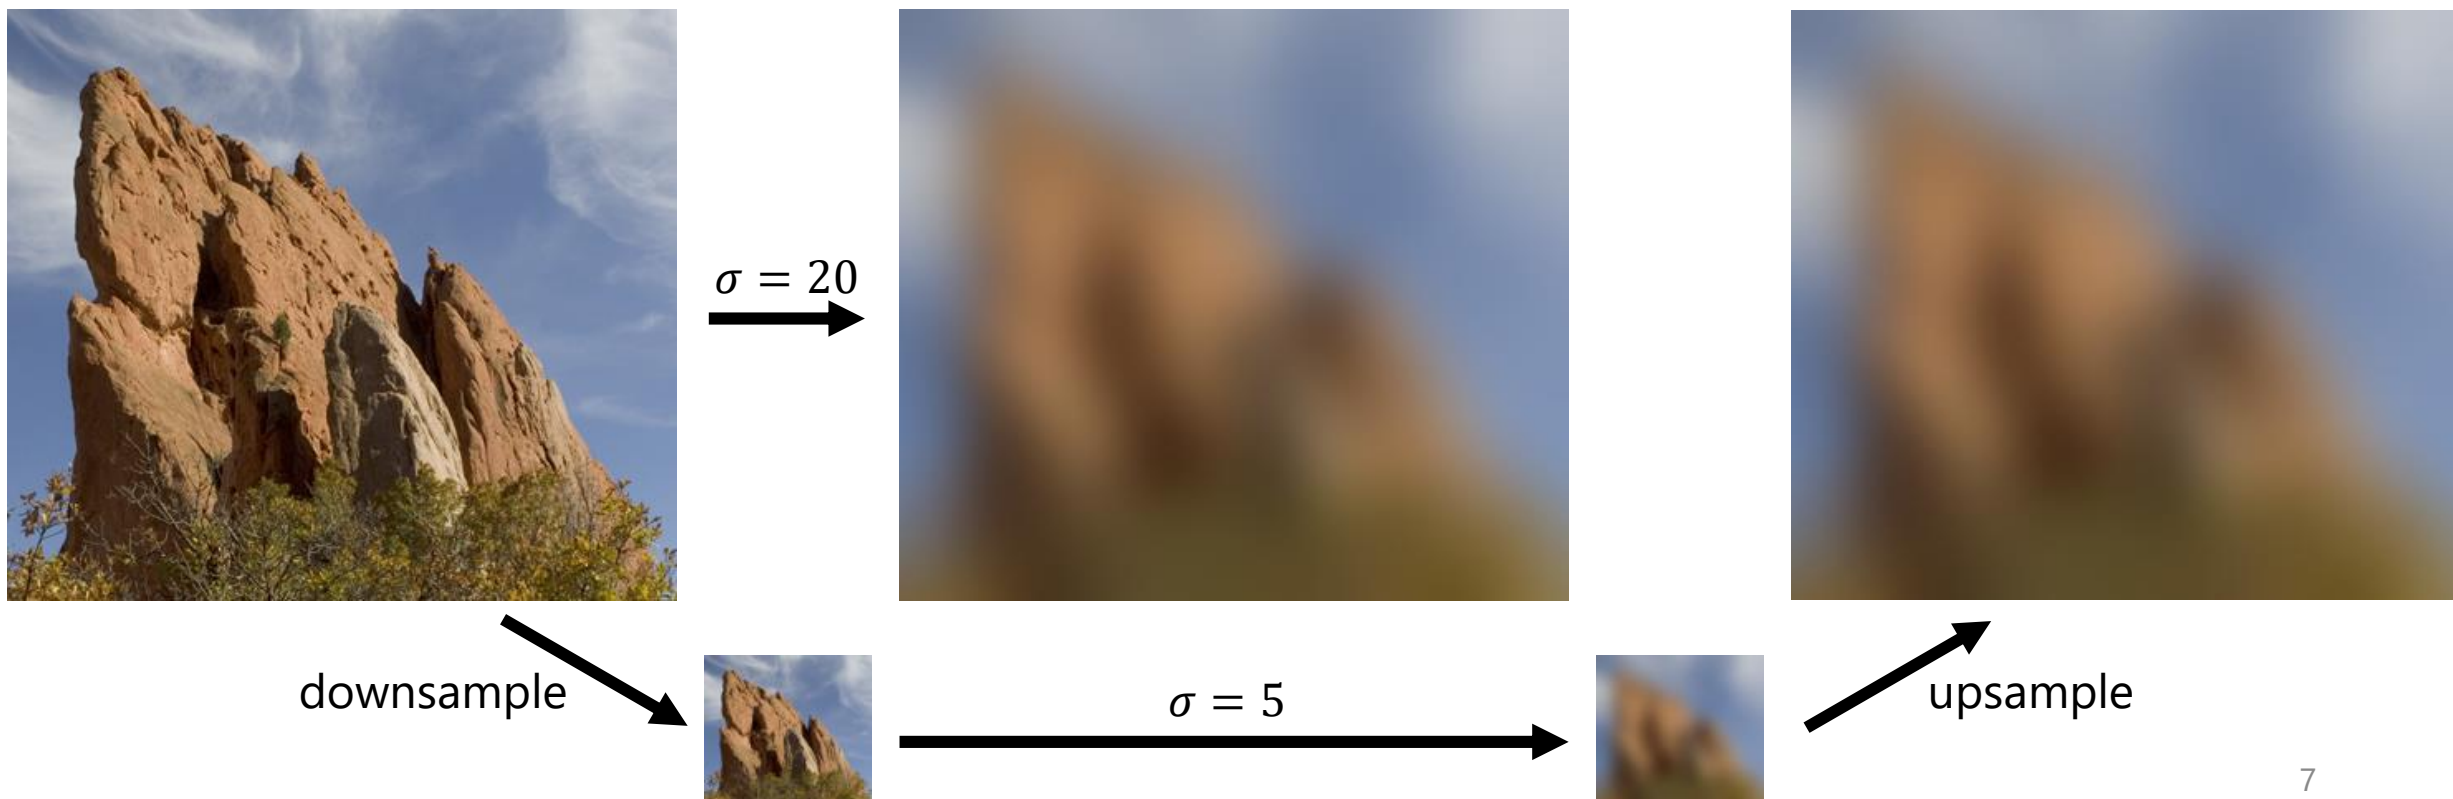 σ = 20
downsample
σ = 5
upsample
7